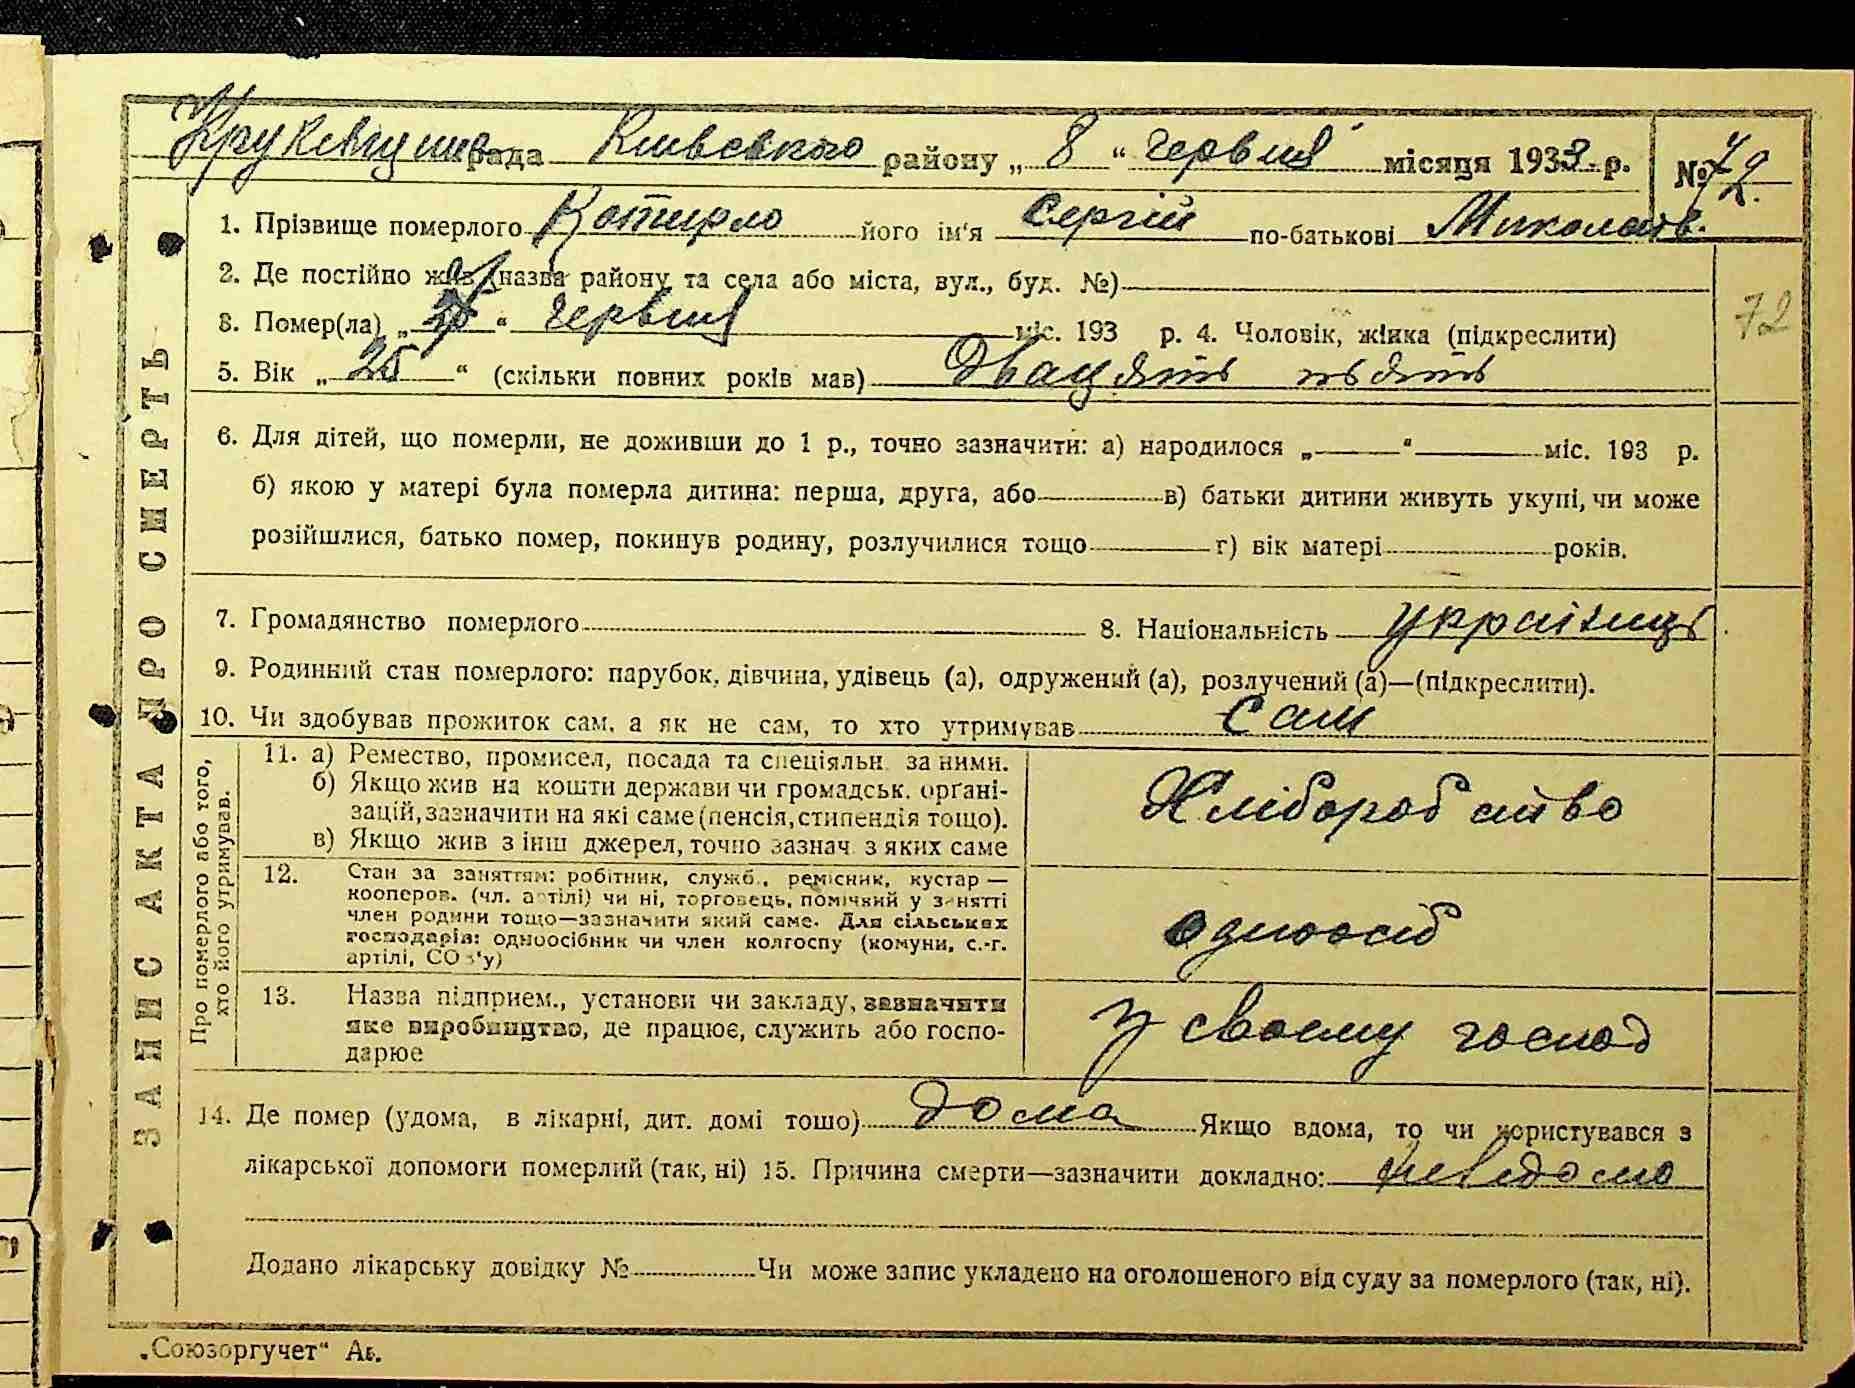 рада Київського району „ 8 “ червня місяця 1933 р. № 72.
1. Прізвище померлого Котирло його ім'я Сергій по-батькові Миколаїв.
2. Де постійно жив (назва району та села або міста, вул., буд. №)
3. Помер(ла) „ “ червня міс. 193 р. 4. Чоловік, жінка (підкреслити)
72
5. Вік „ 25 “ (скільки повних років мав) двадцять пьять
6. Для дітей, що померли, не доживши до 1 р., точно зазначити: а) народилося „ “ міс. 193 р.
б) якою у матері була померла дитина: перша, друга, або в) батьки дитини живуть укупі, чи може
розійшлися, батько помер, покинув родину, розлучилися тощо г) вік матері років.
7. Громадянство померлого 8. Національність українць
9. Родинний стан померлого: парубок, дівчина, удівець (а), одружений (а), розлучений (а)—(підкреслити).
10. Чи здобував прожиток сам, а як не сам, то хто утримував сам
Про померлого або того,
хто його утримував.
11. а) Ремество, промисел, посада та спеціяльн. за ними.
б) Якщо жив на кошти держави чи громадськ. орґані-
зацій, зазначити на які саме (пенсія, стипендія тощо).
в) Якщо жив з інш джерел, точно зазнач. з яких саме
Хліборобство
12. Стан за заняттям: робітник, служб., ремісник, кустар —
кооперов. (чл. артілі) чи ні, торговець, помічний у занятті
член родини тощо—зазначити який саме. Для сільських
господарів: одноосібник чи член колгоспу (комуни, с.-г.
артілі, СОЗ'у)
одноосіб
13. Назва підприєм., установи чи закладу, зазначити
яке виробництво, де працює, служить або госпо-
дарює
у своєму господ
14. Де помер (удома, в лікарні, дит. домі тошо) дома Якщо вдома, то чи користувався з
лікарської допомоги померлий (так, ні) 15. Причина смерти—зазначити докладно: невідомо
Додано лікарську довідку № Чи може запис укладено на оголошеного від суду за померлого (так, ні).
ЗАПИС АКТА ПРО СМЕРТЬ
„Союзоргучет“ Ав.